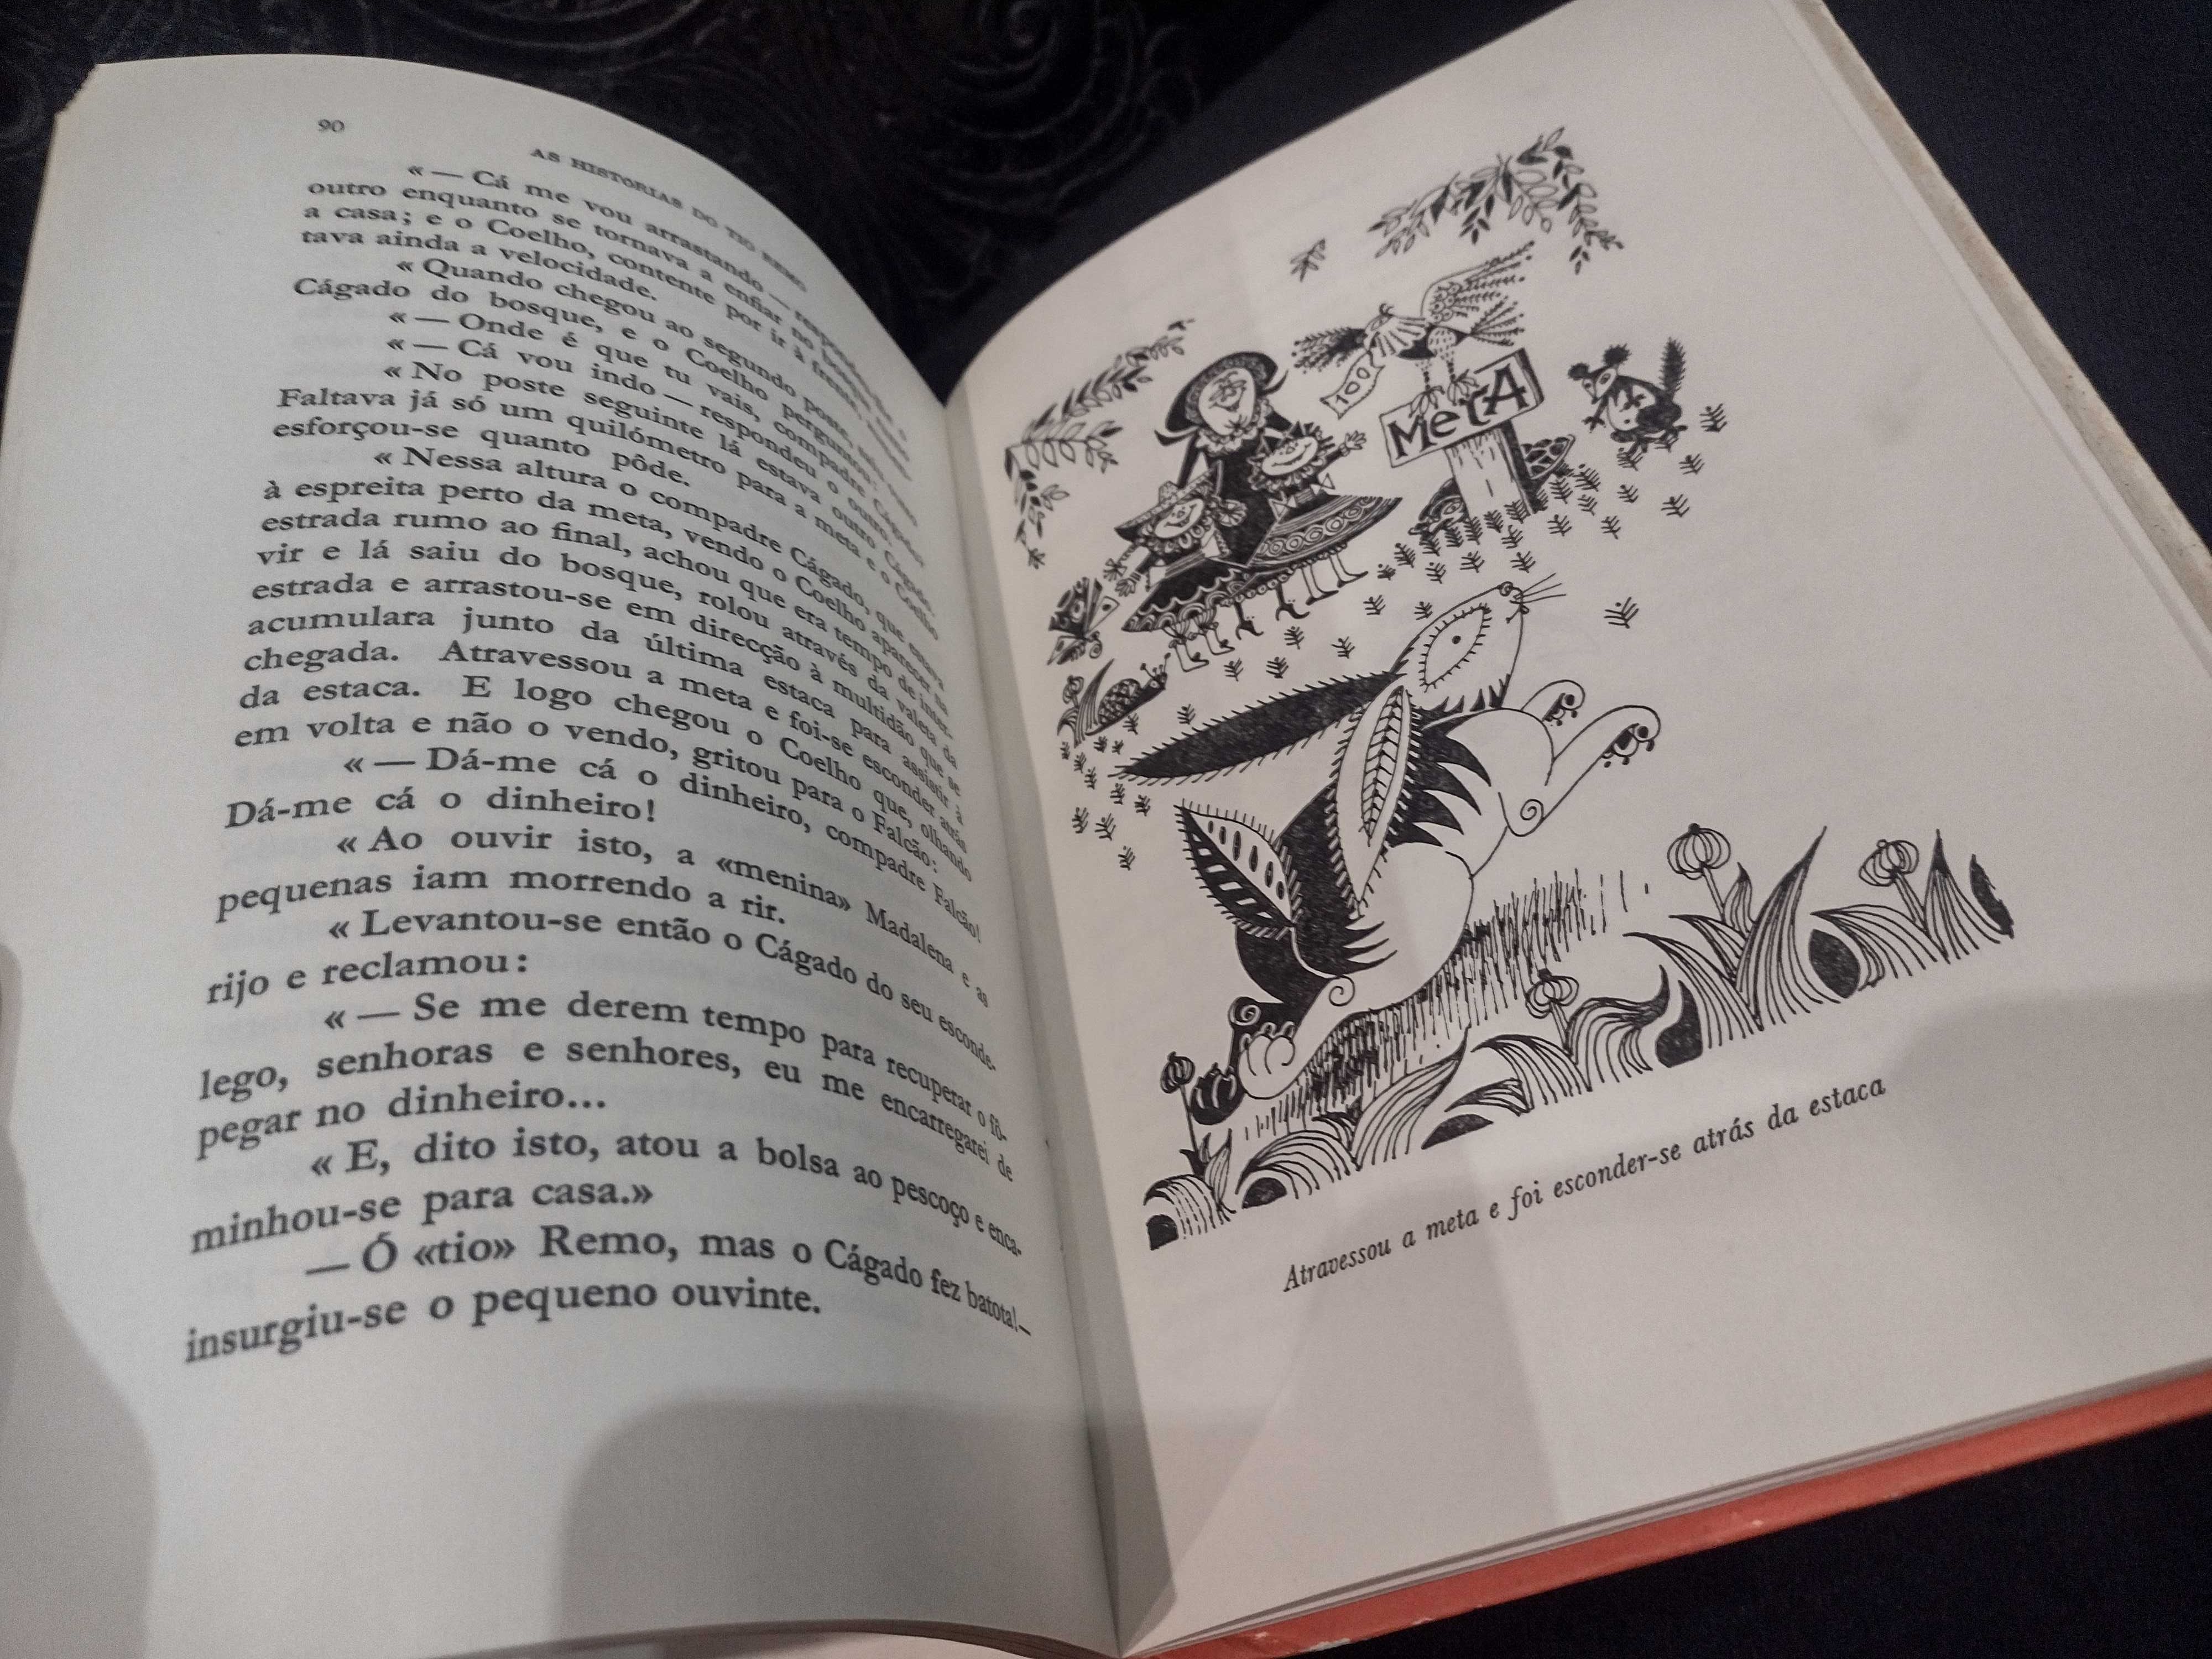 90
AS HISTÓRIAS DO TIO REMO
«— Cá me vou arrastando — respondeu o
outro enquanto se tornava a enfiar no bosque, rumo
a casa; e o Coelho, contente por ir à frente,
tava ainda a velocidade.
«Quando chegou ao segundo poste, saiu outro
Cágado do bosque, e o Coelho perguntou:
«— Onde é que tu vais, compadre Cágado?
«— Cá vou indo — respondeu o Cágado.
«No poste seguinte lá estava outro
Faltava já só um quilómetro para a meta e o Coelho
esforçou-se quanto pôde.
«Nessa altura o compadre Cágado, que estava
à espreita perto da meta, vendo o Coelho aparecer na
estrada rumo ao final, achou que era tempo de inter-
vir e lá saiu do bosque, rolou através da valeta da
estrada e arrastou-se em direcção à multidão que se
acumulara junto da última estaca para assistir à
chegada. Atravessou a meta e foi-se esconder atrás
da estaca. E logo chegou o Coelho que, olhando
em volta e não o vendo, gritou para o Falcão:
«— Dá-me cá o dinheiro, compadre Falcão!
Dá-me cá o dinheiro!
«Ao ouvir isto, a «menina» Madalena e as
pequenas iam morrendo a rir.
«Levantou-se então o Cágado do seu esconde-
rijo e reclamou:
«— Se me derem tempo para recuperar o fô-
lego, senhoras e senhores, eu me encarregarei de
pegar no dinheiro...
«E, dito isto, atou a bolsa ao pescoço e enca-
minhou-se para casa.»
— Ó «tio» Remo, mas o Cágado fez batota!—
insurgiu-se o pequeno ouvinte.
100
MetA
Atravessou a meta e foi esconder-se atrás da estaca